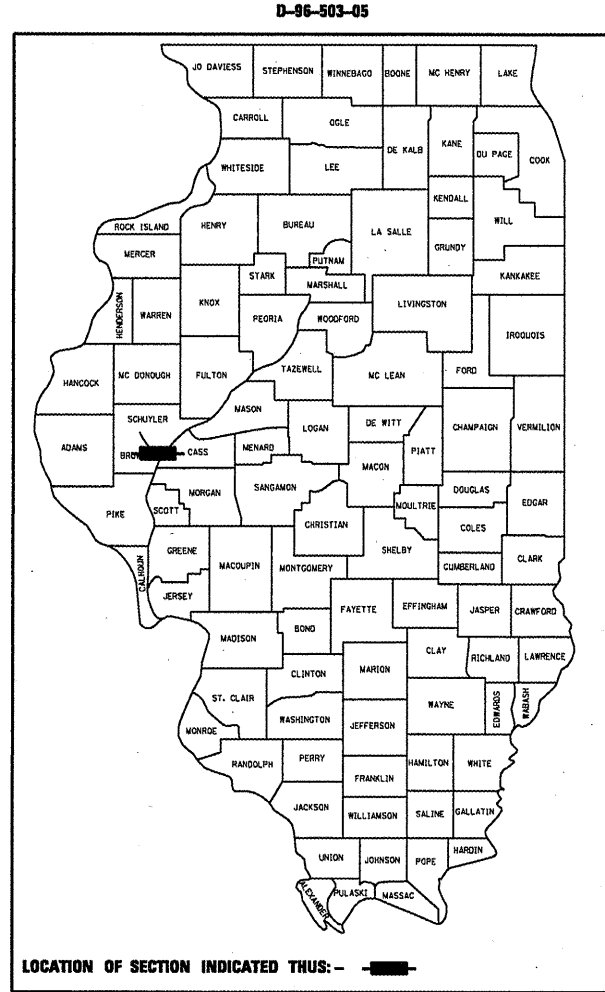 D-96-503-05
JO DAVIESS STEPHENSON WINNEBAGO BOONE MC HENRY LAKE
CARROLL OGLE
DE KALB KANE DU PAGE COOK
WHITESIDE LEE
KENDALL
ROCK ISLAND HENRY BUREAU LA SALLE WILL
MERCER PUTNAM GRUNDY
STARK MARSHALL KANKAKEE
HENDERSON WARREN KNOX PEORIA WOODFORD LIVINGSTON IROQUOIS
HANCOCK MC DONOUGH FULTON TAZEWELL MC LEAN FORD
MASON
SCHUYLER LOGAN DE WITT CHAMPAIGN VERMILION
ADAMS BRO CASS MENARD MACON PIATT
PIKE SCOTT MORGAN SANGAMON MOULTRIE DOUGLAS EDGAR
CHRISTIAN COLES
CALHOUN GREENE MACOUPIN MONTGOMERY SHELBY CUMBERLAND CLARK
JERSEY FAYETTE EFFINGHAM JASPER CRAWFORD
MADISON BOND
CLAY RICHLAND LAWRENCE
CLINTON MARION
ST. CLAIR WAYNE EDWARDS WABASH
MONROE WASHINGTON JEFFERSON
RANDOLPH PERRY HAMILTON WHITE
FRANKLIN
JACKSON WILLIAMSON SALINE GALLATIN
UNION JOHNSON POPE HARDIN
ALEXANDER PULASKI MASSAC
LOCATION OF SECTION INDICATED THUS: -